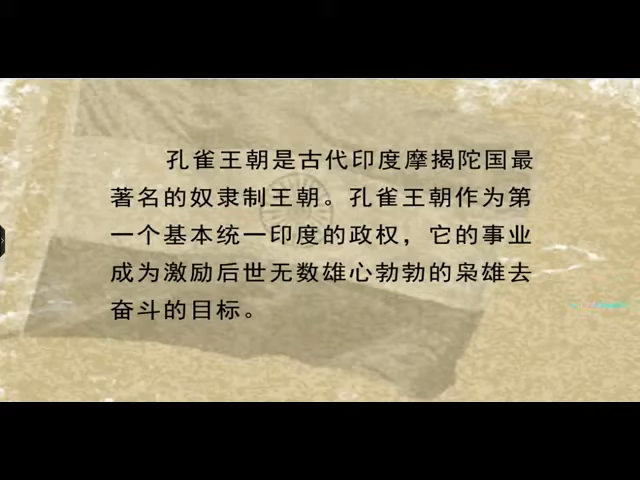 孔雀王朝是古代印度摩揭陀国最
著名的奴隶制王朝。孔雀王朝作为第
一个基本统一印度的政权，它的事业
成为激励后世无数雄心勃勃的枭雄去
奋斗的目标。